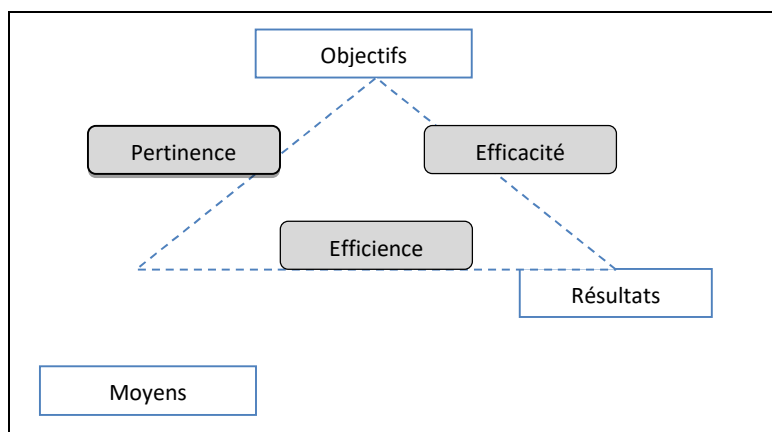 Objectifs
Pertinence
Efficacité
Efficience
Résultats
Moyens